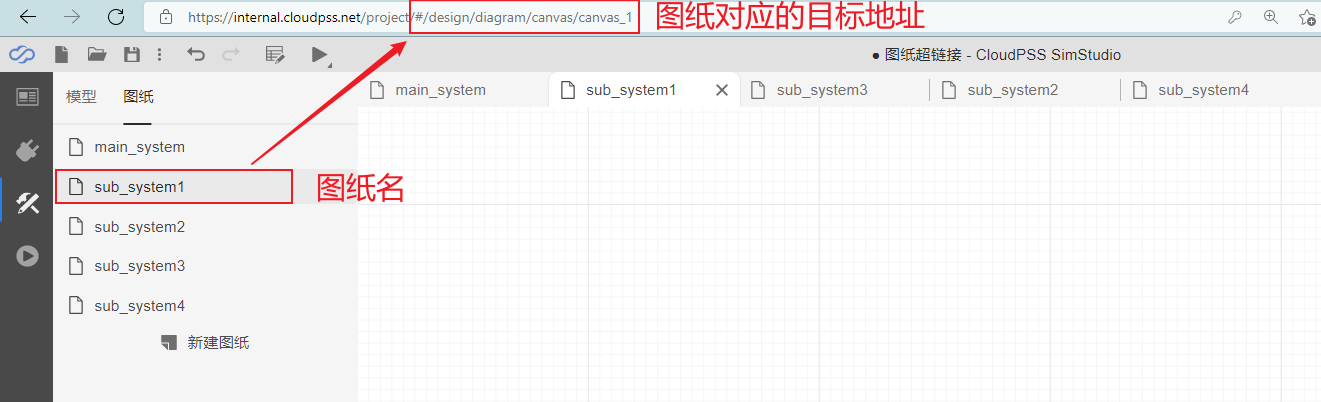 https://internal.cloudpss.net/project/#/design/diagram/canvas/canvas_1
图纸对应的目标地址
● 图纸超链接 - CloudPSS SimStudio
模型 图纸
main_system sub_system1 sub_system3 sub_system2 sub_system4
main_system
sub_system1
图纸名
sub_system2
sub_system3
sub_system4
新建图纸